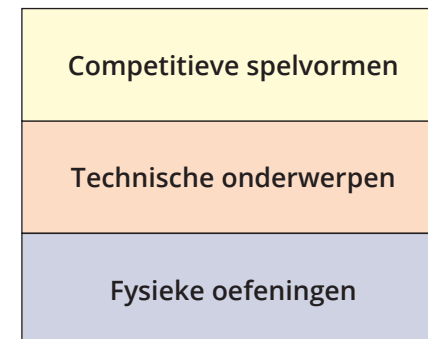 Competitieve spelvormen
Technische onderwerpen
Fysieke oefeningen